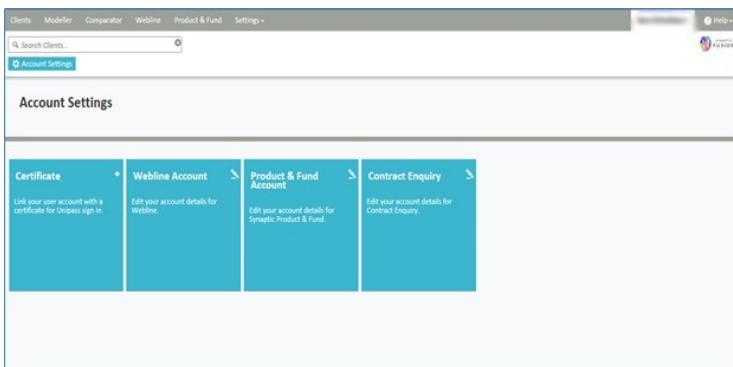 Clients Modeller Comparator Webline Product & Fund Settings Help
Search Clients...
Account Settings
Account Settings
Certificate
Link your user account with a
certificate for Unipass sign in.
Webline Account
Edit your account details for
Webline.
Product & Fund
Account
Edit your account details for
Synaptic Product & Fund.
Contract Enquiry
Edit your account details for
Contract Enquiry.
FUSION